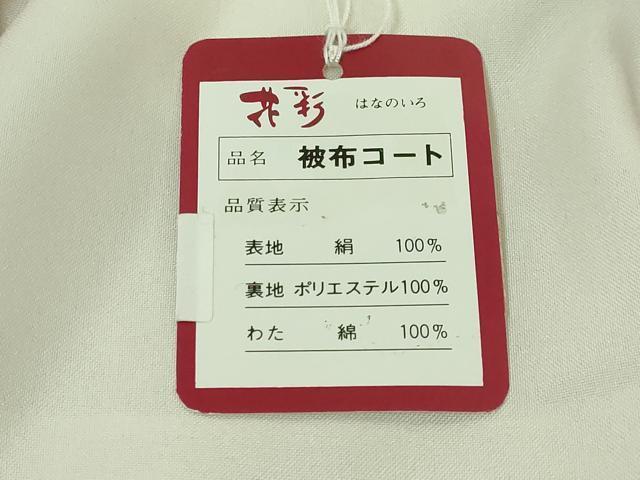 花彩 はなのいろ
品名 被布コート
品質表示
表地 絹 100%
裏地 ポリエステル100%
わた 綿 100%